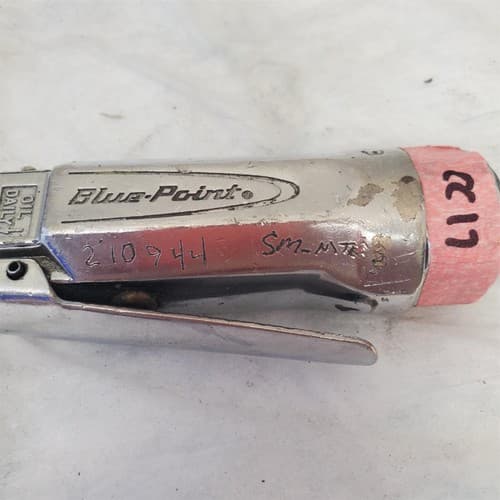 Blue-Point®
OIL
DAILY
210944
SM-MTE
L122